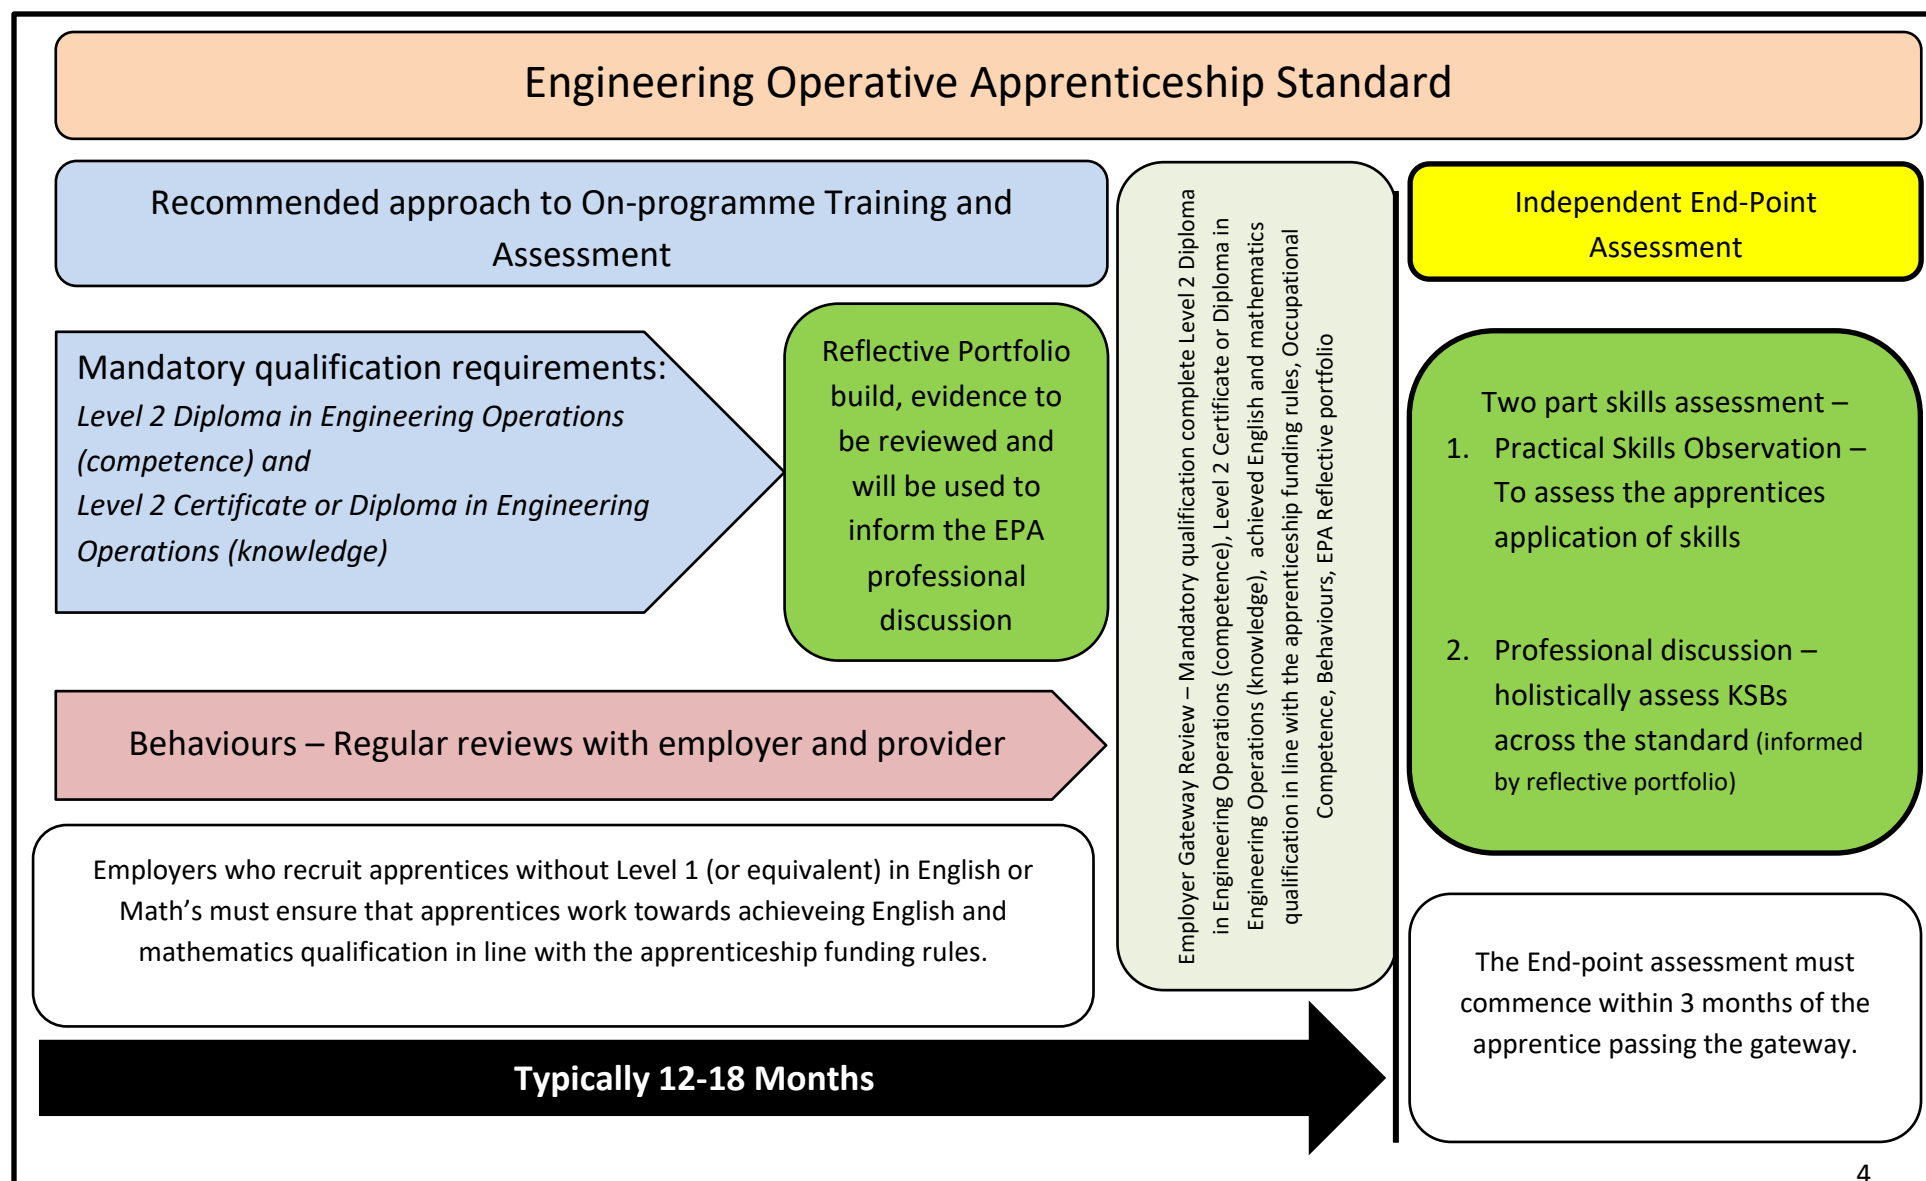 Engineering Operative Apprenticeship Standard
Recommended approach to On-programme Training and
Assessment
Mandatory qualification requirements:
Level 2 Diploma in Engineering Operations
(competence) and
Level 2 Certificate or Diploma in Engineering
Operations (knowledge)
Reflective Portfolio
build, evidence to
be reviewed and
will be used to
inform the EPA
professional
discussion
Behaviours – Regular reviews with employer and provider
Employers who recruit apprentices without Level 1 (or equivalent) in English or
Math’s must ensure that apprentices work towards achieveing English and
mathematics qualification in line with the apprenticeship funding rules.
Typically 12-18 Months
Employer Gateway Review – Mandatory qualification complete Level 2 Diploma
in Engineering Operations (competence), Level 2 Certificate or Diploma in
Engineering Operations (knowledge),  achieved English and mathematics
qualification in line with the apprenticeship funding rules, Occupational
Competence, Behaviours, EPA Reflective portfolio
Independent End-Point
Assessment
Two part skills assessment –
1. Practical Skills Observation –
To assess the apprentices
application of skills
2. Professional discussion –
holistically assess KSBs
across the standard (informed
by reflective portfolio)
The End-point assessment must
commence within 3 months of the
apprentice passing the gateway.
4